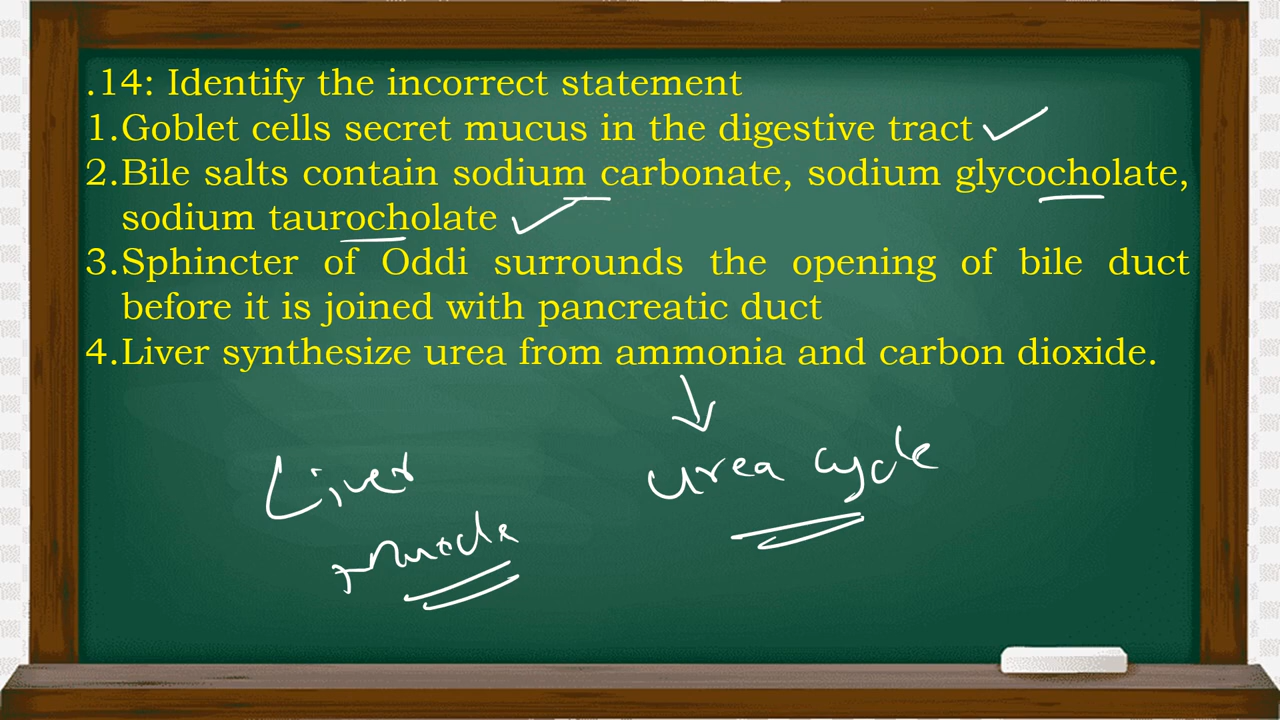 .14: Identify the incorrect statement
1.Goblet cells secret mucus in the digestive tract
2.Bile salts contain sodium carbonate, sodium glycocholate,
sodium taurocholate
3.Sphincter of Oddi surrounds the opening of bile duct
before it is joined with pancreatic duct
4.Liver synthesize urea from ammonia and carbon dioxide.
Liver
urea cycle